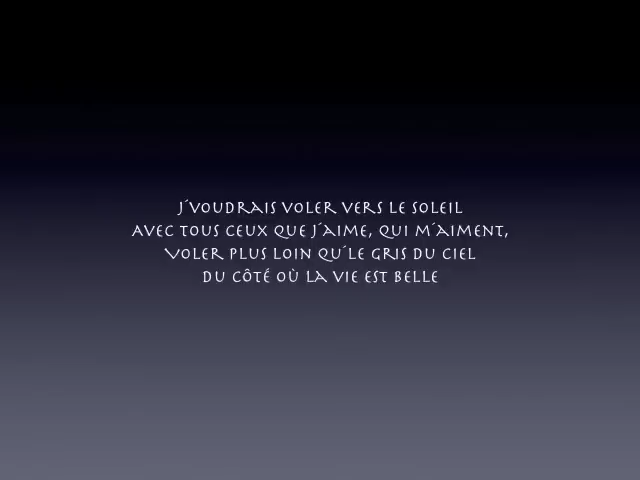 J´voudrais voler vers le soleil
Avec tous ceux que j´aime, qui m´aiment,
Voler plus loin qu´le gris du ciel
Du côté où la vie est belle